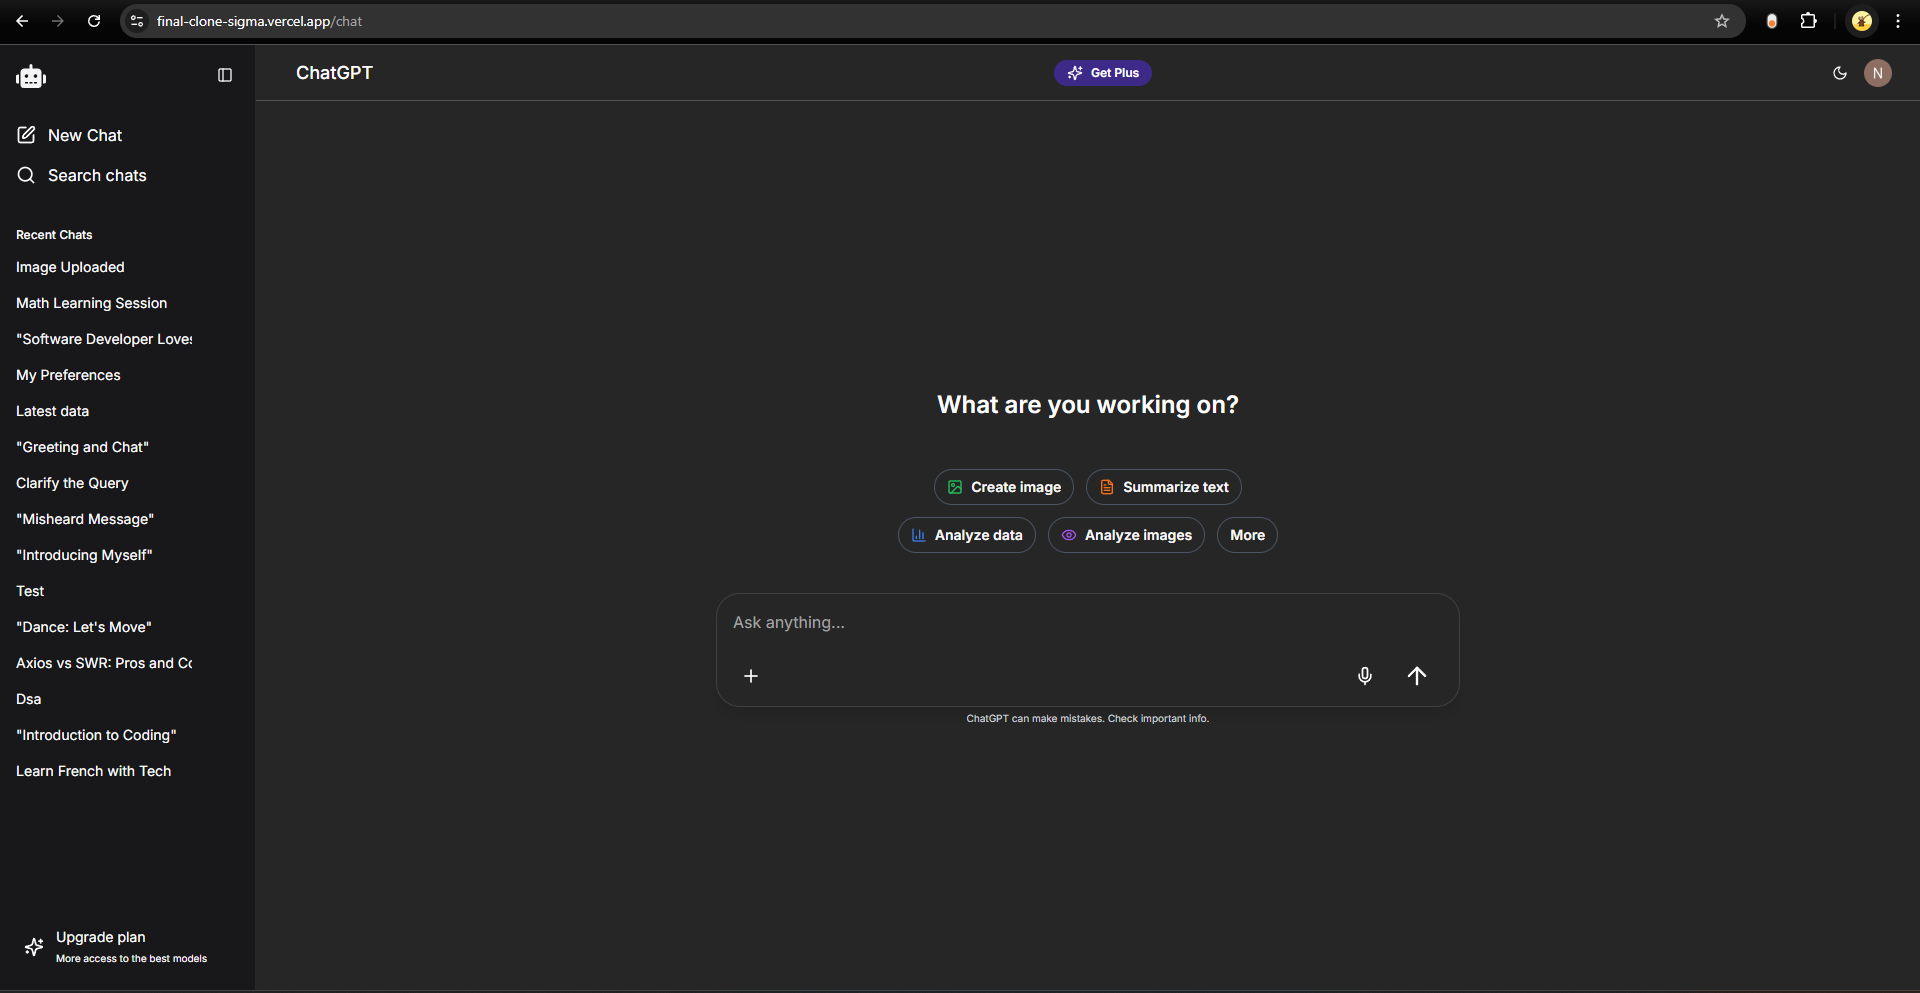 final-clone-sigma.vercel.app/chat
ChatGPT
Get Plus
N
New Chat
Search chats
Recent Chats
Image Uploaded
Math Learning Session
"Software Developer Loves
My Preferences
Latest data
"Greeting and Chat"
Clarify the Query
"Misheard Message"
"Introducing Myself"
Test
"Dance: Let's Move"
Axios vs SWR: Pros and Co
Dsa
"Introduction to Coding"
Learn French with Tech
Upgrade plan
More access to the best models
What are you working on?
Create image
Summarize text
Analyze data
Analyze images
More
Ask anything...
ChatGPT can make mistakes. Check important info.